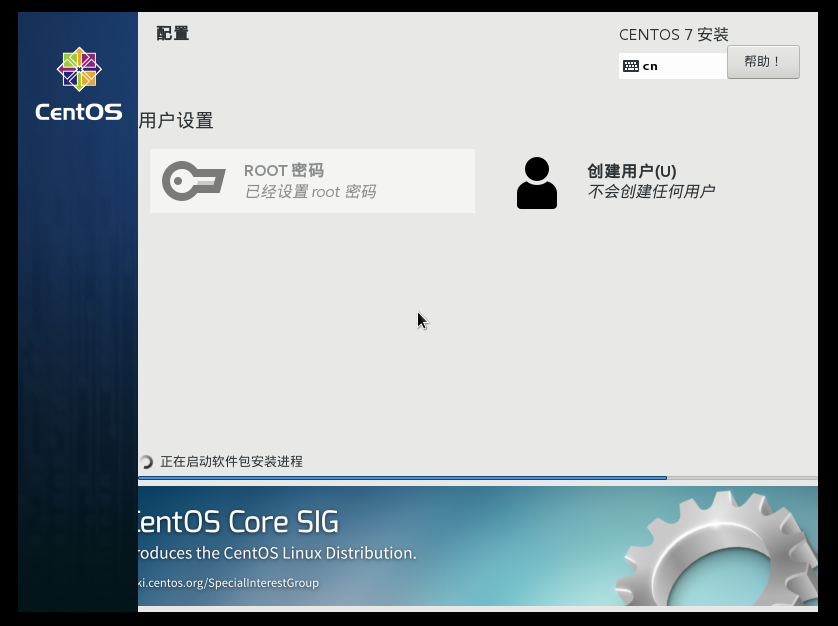 配置
CENTOS 7 安装
cn
帮助！
CentOS
用户设置
ROOT 密码
已经设置 root 密码
创建用户(U)
不会创建任何用户
正在启动软件包安装进程
CentOS Core SIG
roduces the CentOS Linux Distribution.
ki.centos.org/SpecialInterestGroup